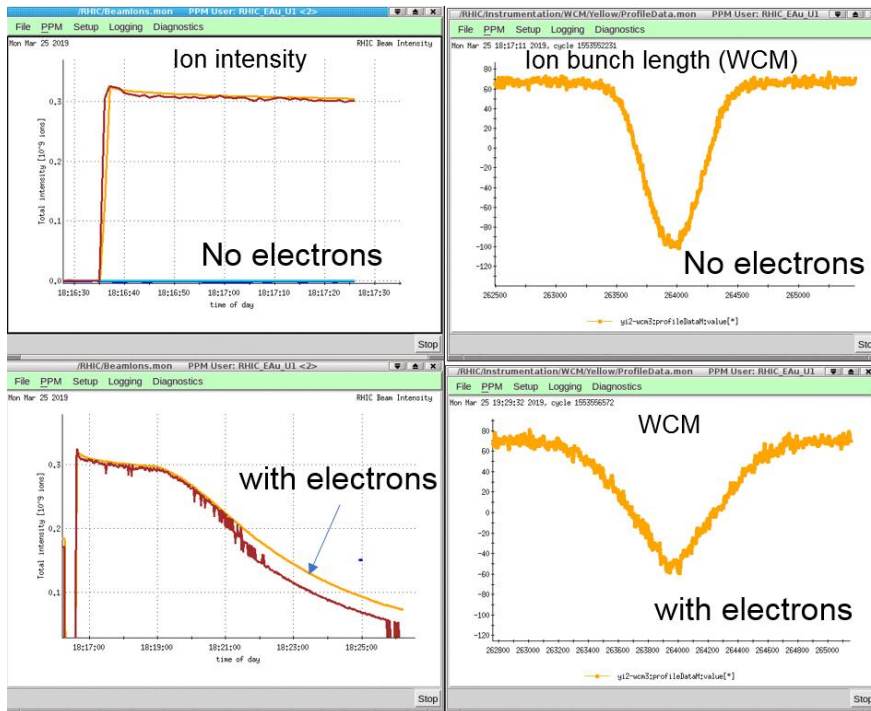 /RHIC/BeamIons.mon PPM User: RHIC_EAu_U1 <2>
File PPM Setup Logging Diagnostics
Mon Mar 25 2019 RHIC Beam Intensity
Ion intensity
Total intensity [10^9 ions]
0.3
0.2
0.1
0.0
No electrons
18:16:30 18:16:40 18:16:50 18:17:00 18:17:10 18:17:20 18:17:30
time of day
Stop
/RHIC/Instrumentation/WCM/Yellow/ProfileData.mon PPM User: RHIC_EAu_U1
File PPM Setup Logging Diagnostics
Mon Mar 25 18:17:11 2019, cycle 1553552231
Ion bunch length (WCM)
80
60
40
20
0
-20
-40
-60
-80
-100
-120
No electrons
262500 263000 263500 264000 264500 265000
yi2-wcm3:profileDataM:value[*]
Stop
/RHIC/BeamIons.mon PPM User: RHIC_EAu_U1 <2>
File PPM Setup Logging Diagnostics
Mon Mar 25 2019 RHIC Beam Intensity
Total intensity [10^9 ions]
0.3
0.2
0.1
with electrons
18:17:00 18:19:00 18:21:00 18:23:00 18:25:00
time of day
Stop
/RHIC/Instrumentation/WCM/Yellow/ProfileData.mon PPM User: RHIC_EAu_U1
File PPM Setup Logging Diagnostics
Mon Mar 25 19:29:32 2019, cycle 1553556572
WCM
80
60
40
20
0
-20
-40
-60
-80
-100
-120
with electrons
262800 263000 263200 263400 263600 263800 264000 264200 264400 264600 264800 265000
yi2-wcm3:profileDataM:value[*]
Stop